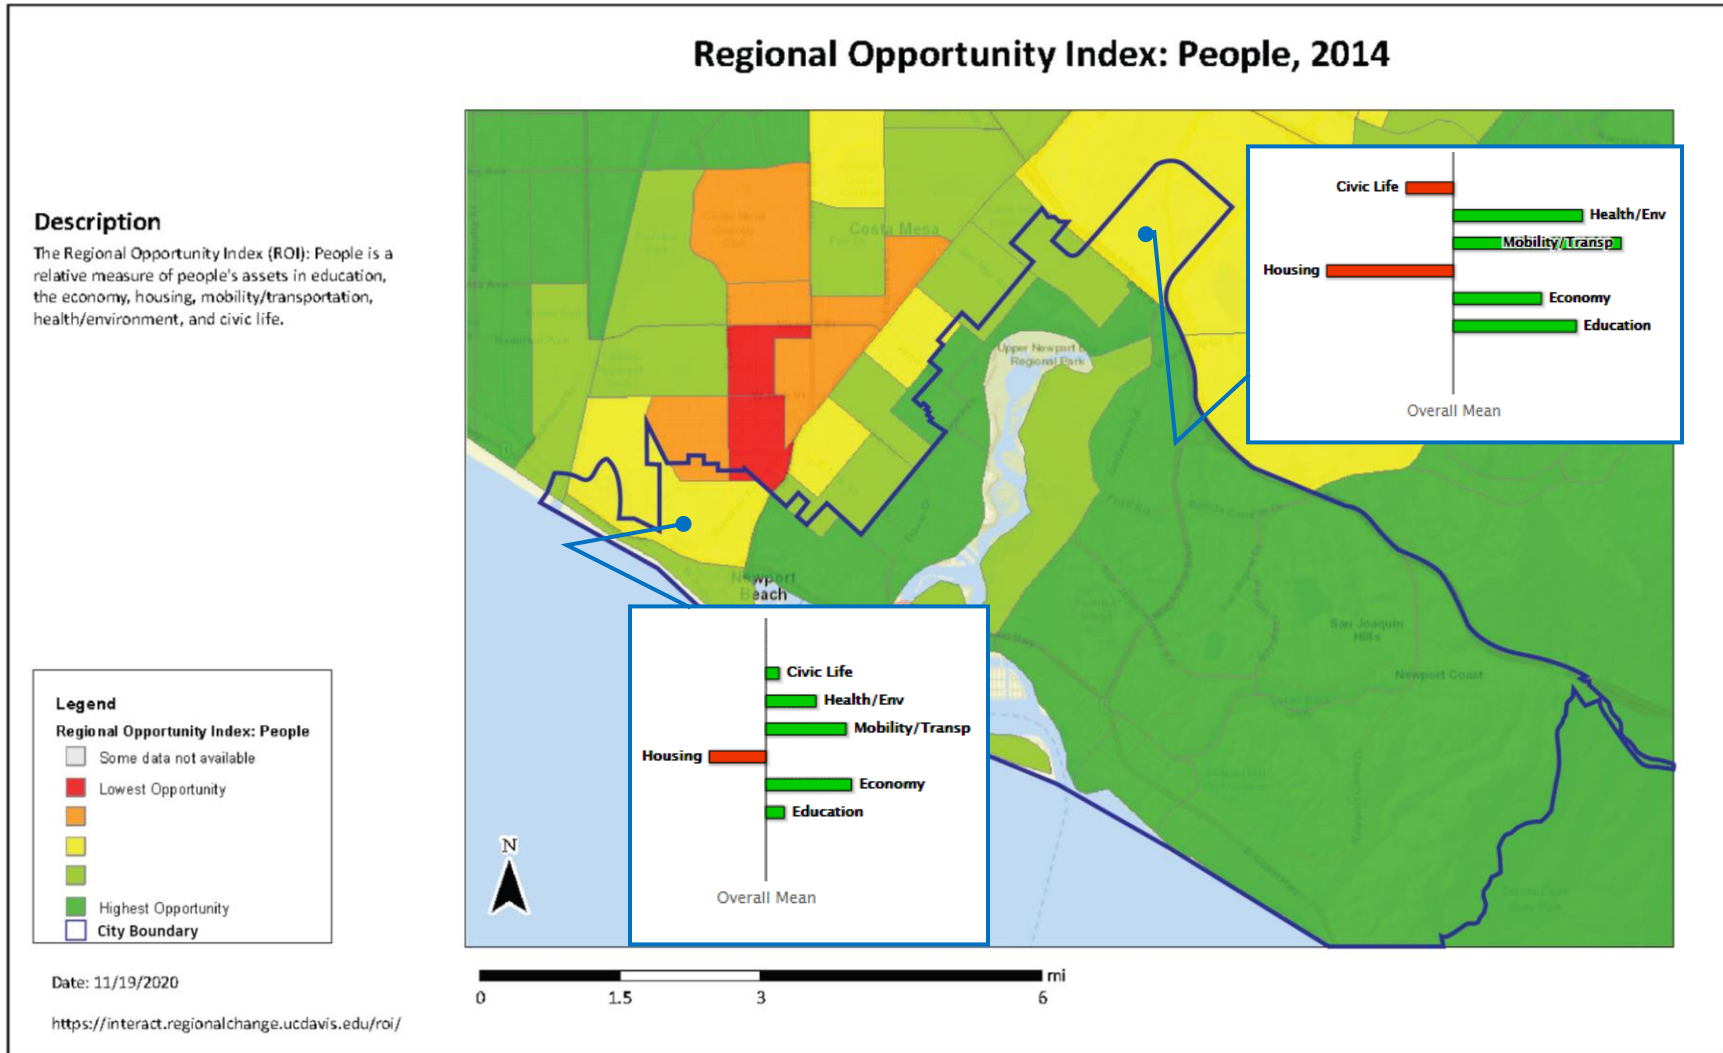 Regional Opportunity Index: People, 2014
Description
The Regional Opportunity Index (ROI): People is a
relative measure of people's assets in education,
the economy, housing, mobility/transportation,
health/environment, and civic life.
Costa Mesa
Upper Newport Bay
Regional Park
Newport
Beach
San Joaquin
Hills
Newport Coast
Civic Life
Health/Env
Mobility/Transp
Housing
Economy
Education
Overall Mean
Civic Life
Health/Env
Mobility/Transp
Housing
Economy
Education
Overall Mean
Legend
Regional Opportunity Index: People
Some data not available
Lowest Opportunity
Highest Opportunity
City Boundary
N
Date: 11/19/2020
https://interact.regionalchange.ucdavis.edu/roi/
0
1.5
3
6
mi